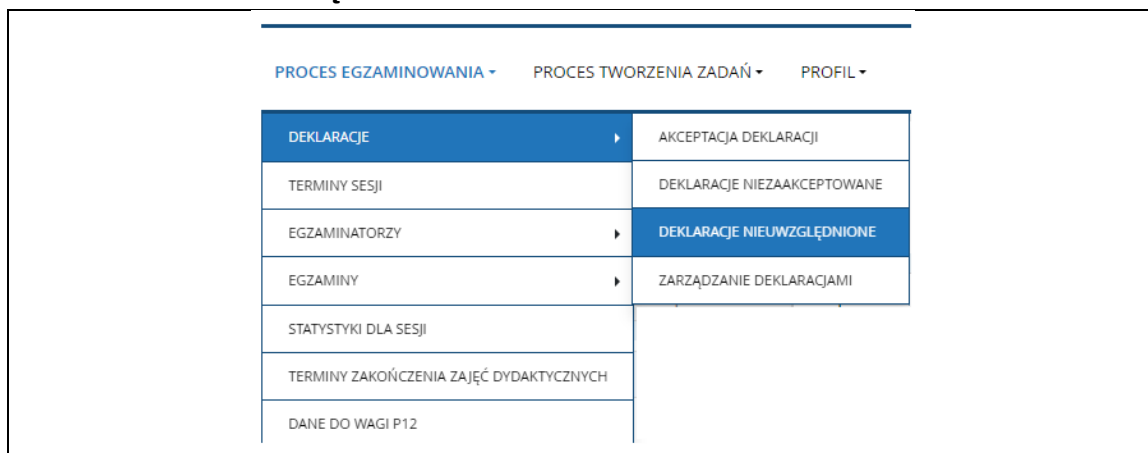 PROCES EGZAMINOWANIA PROCES TWORZENIA ZADAŃ PROFIL
DEKLARACJE
TERMINY SESJI
EGZAMINATORZY
EGZAMINY
STATYSTYKI DLA SESJI
TERMINY ZAKOŃCZENIA ZAJĘĆ DYDAKTYCZNYCH
DANE DO WAGI P12
AKCEPTACJA DEKLARACJI
DEKLARACJE NIEZAAKCEPTOWANE
DEKLARACJE NIEUWZGLĘDNIONE
ZARZĄDZANIE DEKLARACJAMI